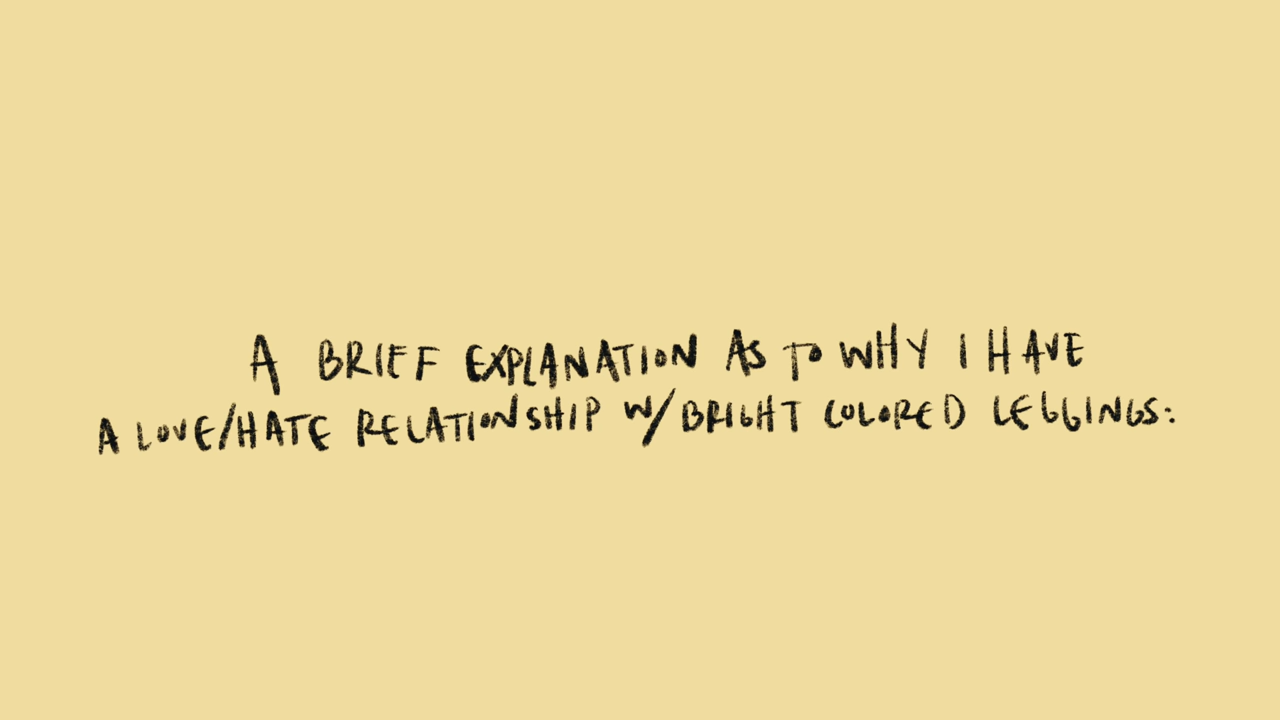 A BRIEF EXPLANATION AS TO WHY I HAVE
A LOVE/HATE RELATIONSHIP W/BRIGHT COLORED LEGGINGS: